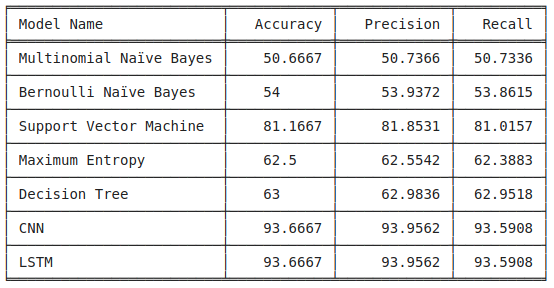 Model Name Accuracy Precision Recall
Multinomial Naïve Bayes 50.6667 50.7366 50.7336
Bernoulli Naïve Bayes 54 53.9372 53.8615
Support Vector Machine 81.1667 81.8531 81.0157
Maximum Entropy 62.5 62.5542 62.3883
Decision Tree 63 62.9836 62.9518
CNN 93.6667 93.9562 93.5908
LSTM 93.6667 93.9562 93.5908